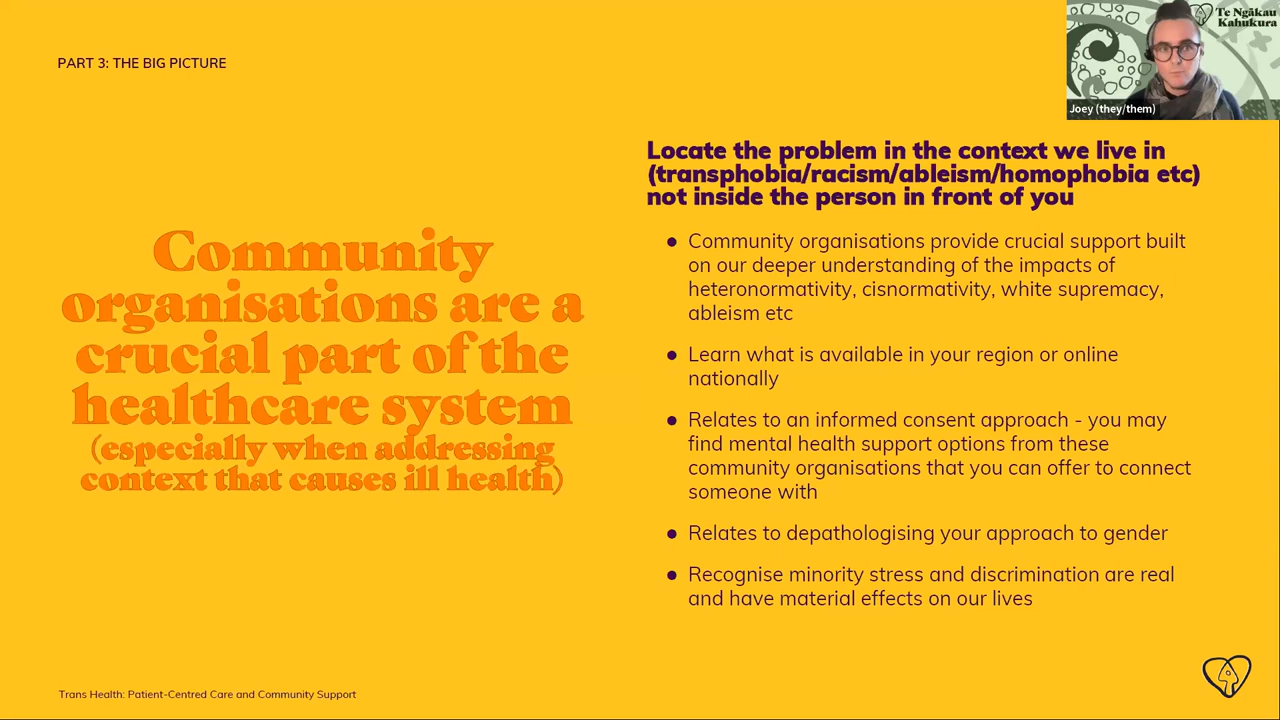 PART 3: THE BIG PICTURE
Te Ngākau
Kahukura
Joey (they/them)
Community
organisations are a
crucial part of the
healthcare system
(especially when addressing
context that causes ill health)
Locate the problem in the context we live in
(transphobia/racism/ableism/homophobia etc)
not inside the person in front of you
● Community organisations provide crucial support built
on our deeper understanding of the impacts of
heteronormativity, cisnormativity, white supremacy,
ableism etc
● Learn what is available in your region or online
nationally
● Relates to an informed consent approach - you may
find mental health support options from these
community organisations that you can offer to connect
someone with
● Relates to depathologising your approach to gender
● Recognise minority stress and discrimination are real
and have material effects on our lives
Trans Health: Patient-Centred Care and Community Support